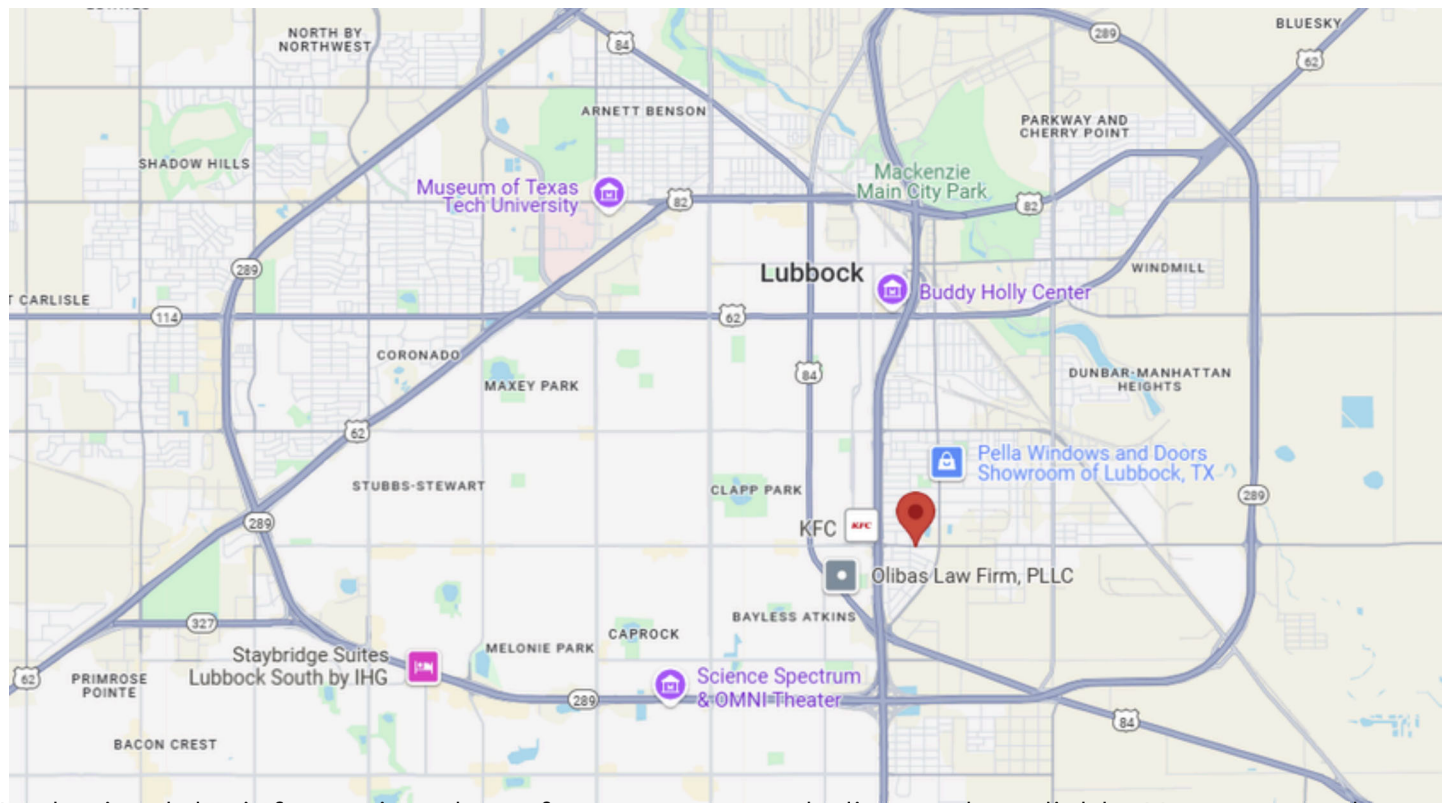 NORTH BY
NORTHWEST
84
289
BLUESKY
62
ARNETT BENSON
PARKWAY AND
CHERRY POINT
SHADOW HILLS
Mackenzie
Main City Park
Museum of Texas
Tech University
82
82
289
Lubbock
WINDMILL
T CARLISLE
Buddy Holly Center
114
62
CORONADO
84
MAXEY PARK
DUNBAR-MANHATTAN
HEIGHTS
62
Pella Windows and Doors
Showroom of Lubbock, TX
STUBBS-STEWART
CLAPP PARK
289
289
KFC
KFC
Olibas Law Firm, PLLC
327
BAYLESS ATKINS
CAPROCK
MELONIE PARK
Staybridge Suites
Lubbock South by IHG
62
PRIMROSE
POINTE
Science Spectrum
& OMNI Theater
289
84
BACON CREST